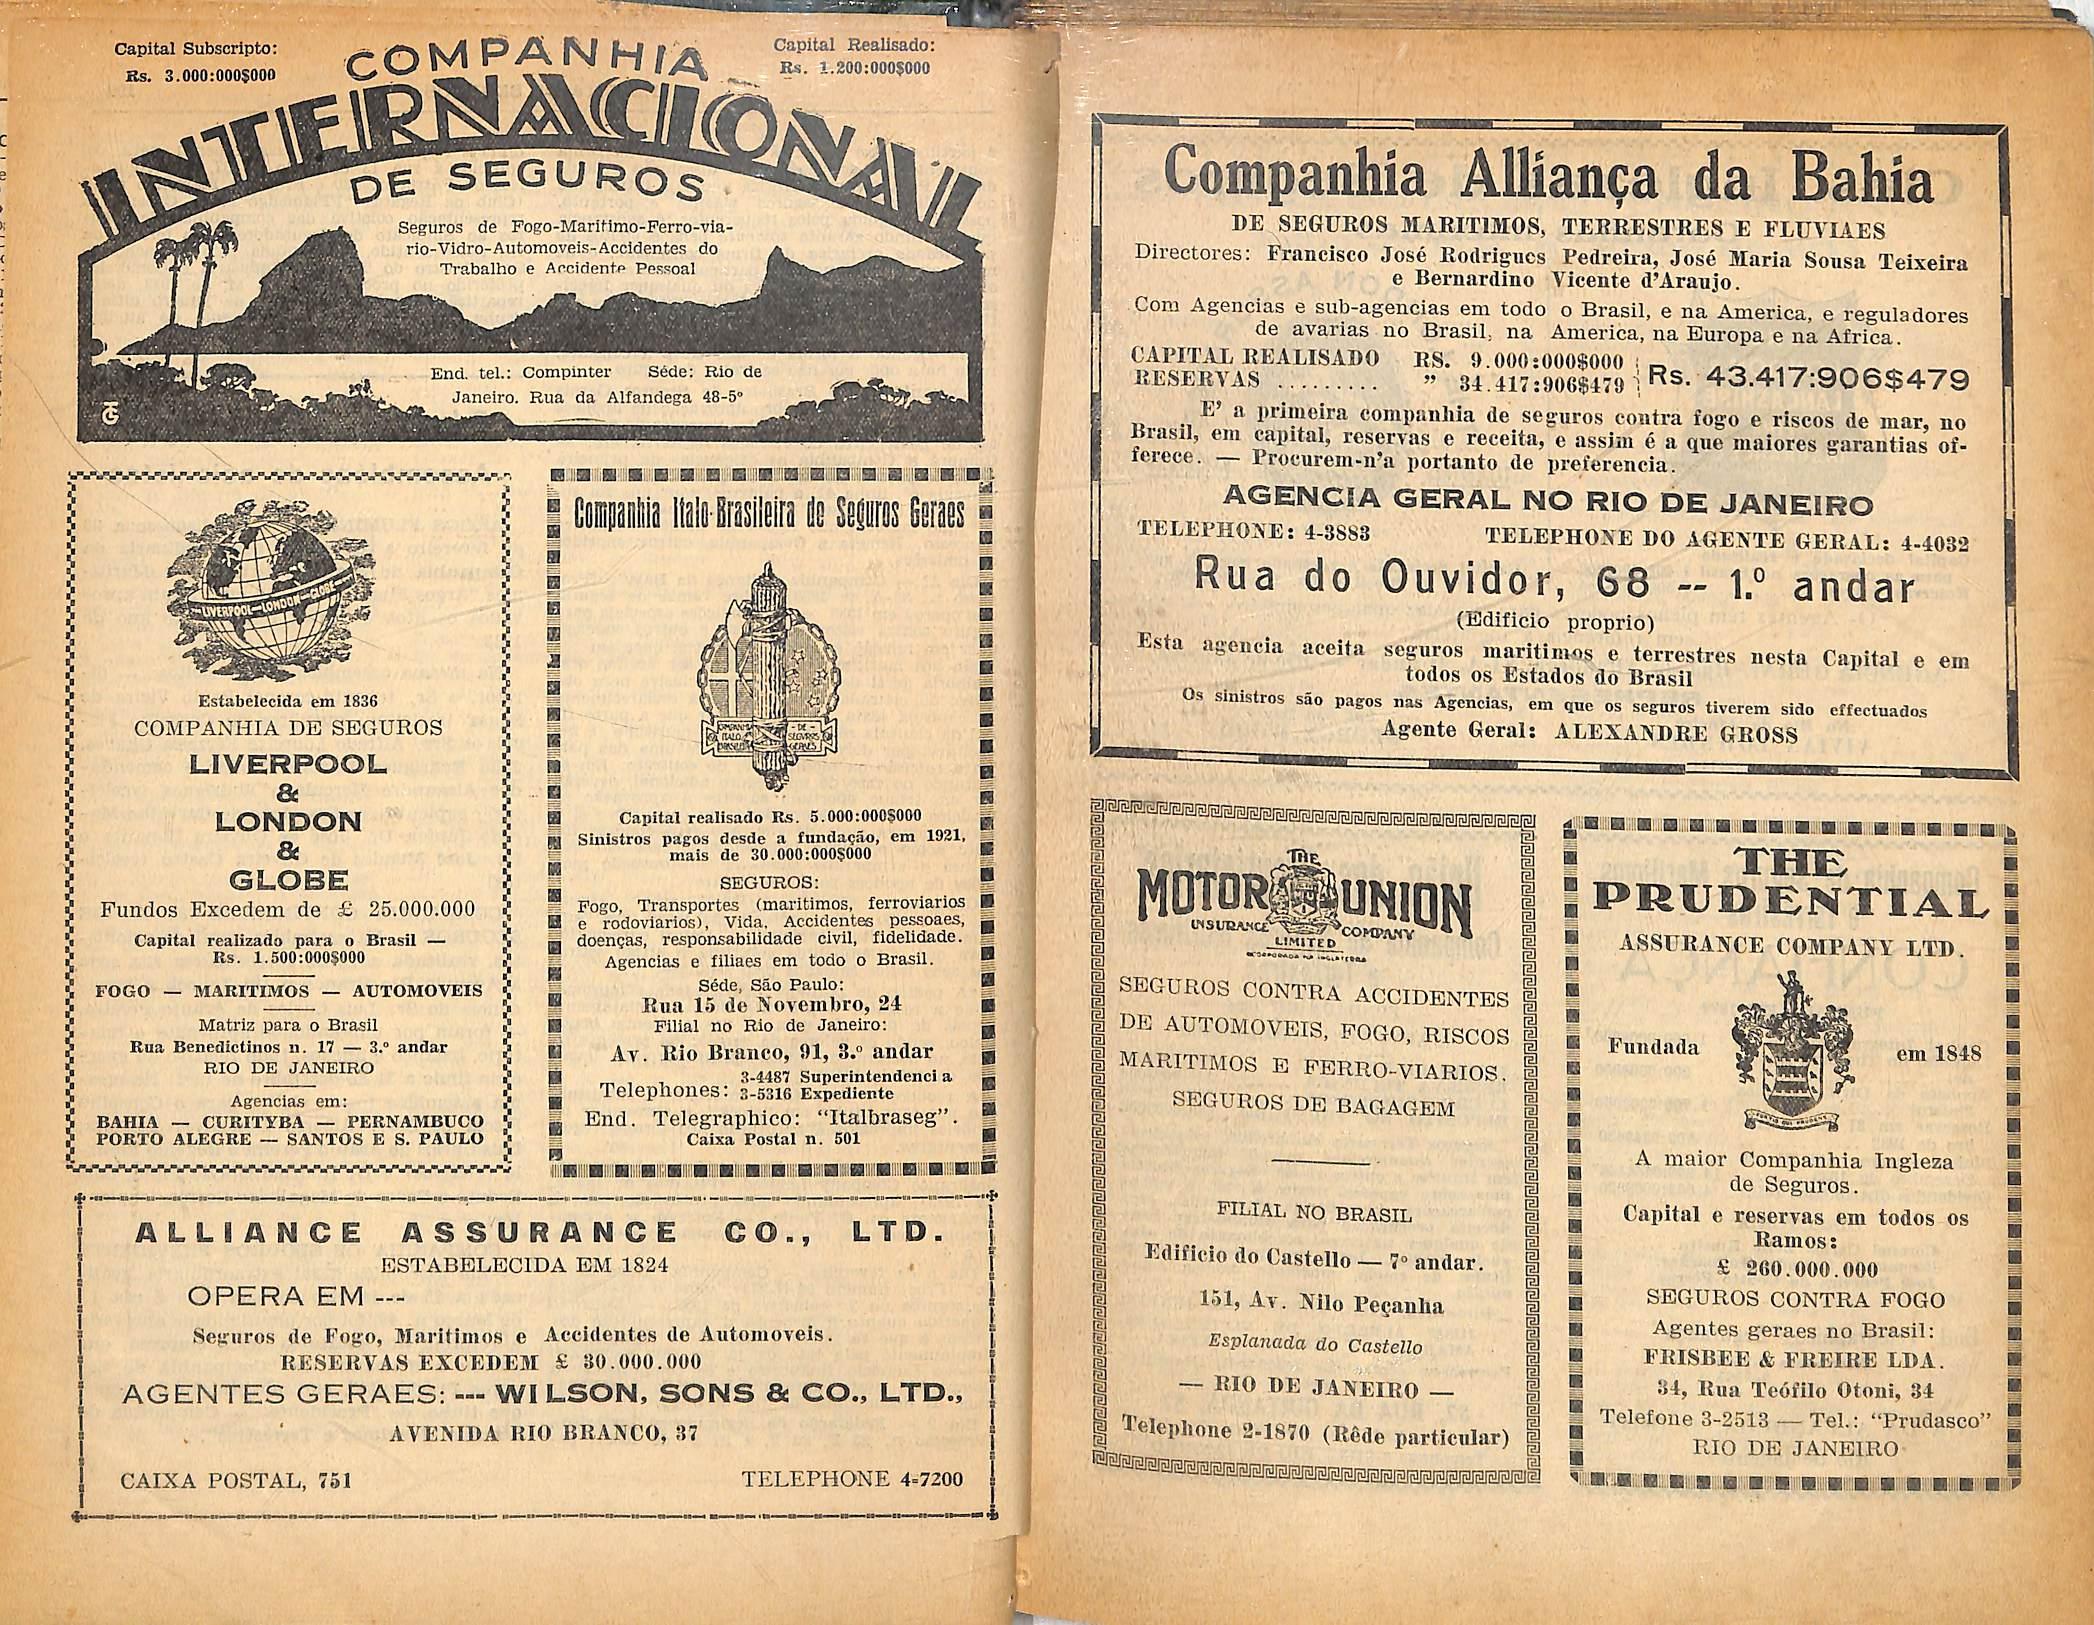 Capital Subscripto:
Rs. 3.000:000$000
Capital Realisado:
Rs. 1.200:000$000
COMPANHIA
INTERNACIONAL
DE SEGUROS
Seguros de Fogo-Maritimo-Ferro-via-
rio-Vidro-Automoveis-Accidentes do
Trabalho e Accidente Pessoal
End. tel.: Compinter Séde: Rio de
Janeiro. Rua da Alfandega 48-5º
LIVERPOOL—LONDON—GLOBE
Estabelecida em 1836
COMPANHIA DE SEGUROS
LIVERPOOL
&
LONDON
&
GLOBE
Fundos Excedem de £ 25.000.000
Capital realizado para o Brasil —
Rs. 1.500:000$000
FOGO — MARITIMOS — AUTOMOVEIS
Matriz para o Brasil
Rua Benedictinos n. 17 — 3.º andar
RIO DE JANEIRO
Agencias em:
BAHIA — CURITYBA — PERNAMBUCO
PORTO ALEGRE — SANTOS E S. PAULO
Companhia Italo-Brasileira de Seguros Geraes
COMPANHIA DE
ITALO SEGUROS
BRASILEIRA GERAES
Capital realisado Rs. 5.000:000$000
Sinistros pagos desde a fundação, em 1921,
mais de 30.000:000$000
SEGUROS:
Fogo, Transportes (maritimos, ferroviarios
e rodoviarios), Vida, Accidentes pessoaes,
doenças, responsabilidade civil, fidelidade.
Agencias e filiaes em todo o Brasil.
Séde, São Paulo:
Rua 15 de Novembro, 24
Filial no Rio de Janeiro:
Av. Rio Branco, 91, 3.º andar
Telephones: 3-4487 Superintendencia
3-5316 Expediente
End. Telegraphico: “Italbraseg”.
Caixa Postal n. 501
ALLIANCE ASSURANCE CO., LTD.
ESTABELECIDA EM 1824
OPERA EM ---
Seguros de Fogo, Maritimos e Accidentes de Automoveis.
RESERVAS EXCEDEM £ 30.000.000
AGENTES GERAES: --- WILSON, SONS & CO., LTD.,
AVENIDA RIO BRANCO, 37
CAIXA POSTAL, 751 TELEPHONE 4=7200
Companhia Alliança da Bahia
DE SEGUROS MARITIMOS, TERRESTRES E FLUVIAES
Directores: Francisco José Rodrigues Pedreira, José Maria Sousa Teixeira
e Bernardino Vicente d’Araujo.
Com Agencias e sub-agencias em todo o Brasil, e na America, e reguladores
de avarias no Brasil, na America, na Europa e na Africa.
CAPITAL REALISADO RS. 9.000:000$000
RESERVAS ......... ” 34.417:906$479
Rs. 43.417:906$479
E’ a primeira companhia de seguros contra fogo e riscos de mar, no
Brasil, em capital, reservas e receita, e assim é a que maiores garantias of-
ferece. — Procurem-n’a portanto de preferencia.
AGENCIA GERAL NO RIO DE JANEIRO
TELEPHONE: 4-3883 TELEPHONE DO AGENTE GERAL: 4-4032
Rua do Ouvidor, 68 -- 1.º andar
(Edificio proprio)
Esta agencia aceita seguros maritimos e terrestres nesta Capital e em
todos os Estados do Brasil
Os sinistros são pagos nas Agencias, em que os seguros tiverem sido effectuados
Agente Geral: ALEXANDRE GROSS
THE
MOTOR UNION
INSURANCE COMPANY
LIMITED
INCORPORADA NA INGLATERRA
SEGUROS CONTRA ACCIDENTES
DE AUTOMOVEIS, FOGO, RISCOS
MARITIMOS E FERRO-VIARIOS.
SEGUROS DE BAGAGEM
FILIAL NO BRASIL
Edificio do Castello — 7º andar.
151, Av. Nilo Peçanha
Esplanada do Castello
— RIO DE JANEIRO —
Telephone 2-1870 (Rêde particular)
THE
PRUDENTIAL
ASSURANCE COMPANY LTD.
Fundada em 1848
FORTIS QUI PRUDENS
A maior Companhia Ingleza
de Seguros.
Capital e reservas em todos os
Ramos:
£ 260.000.000
SEGUROS CONTRA FOGO
Agentes geraes no Brasil:
FRISBEE & FREIRE LDA.
34, Rua Teófilo Otoni, 34
Telefone 3-2513 — Tel.: “Prudasco”
RIO DE JANEIRO